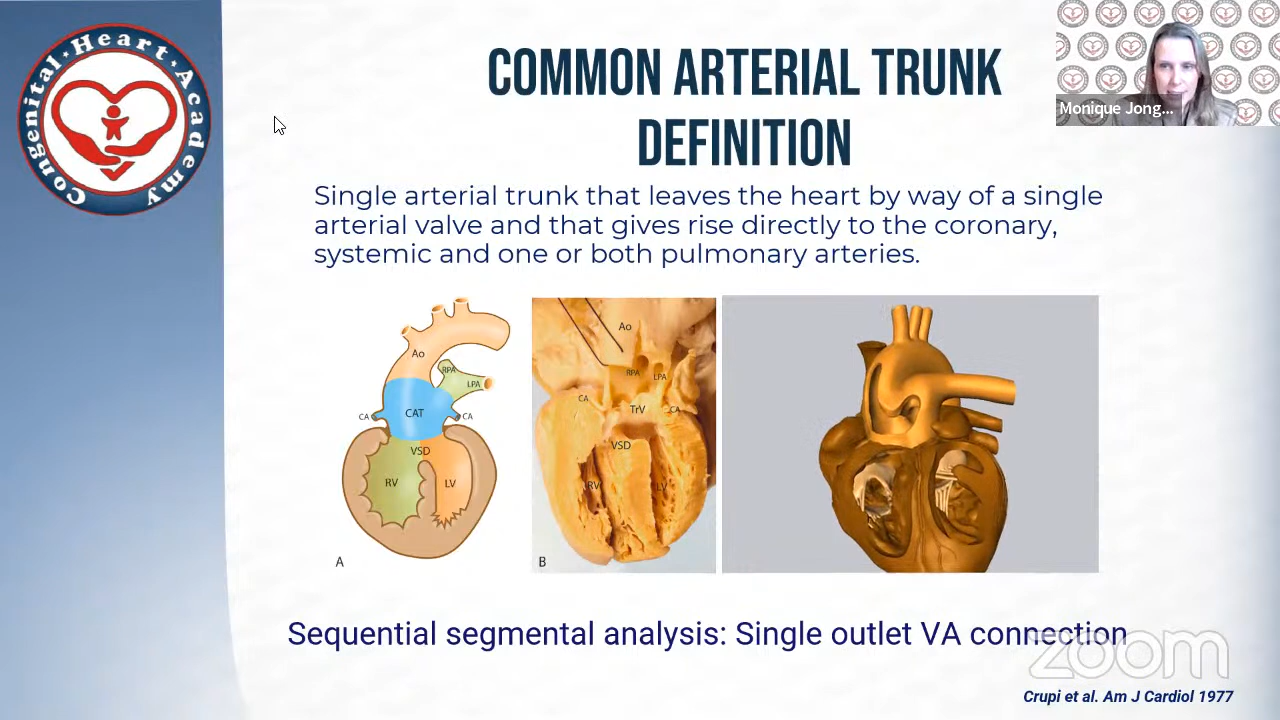 Congenital Heart Academy
COMMON ARTERIAL TRUNK
DEFINITION
Monique Jong...
Single arterial trunk that leaves the heart by way of a single
arterial valve and that gives rise directly to the coronary,
systemic and one or both pulmonary arteries.
Ao
RPA
LPA
CA
CAT
CA
VSD
RV
LV
A
Ao
RPA
LPA
CA
TrV
CA
VSD
RV
LV
B
Sequential segmental analysis: Single outlet VA connection
zoom
Crupi et al. Am J Cardiol 1977